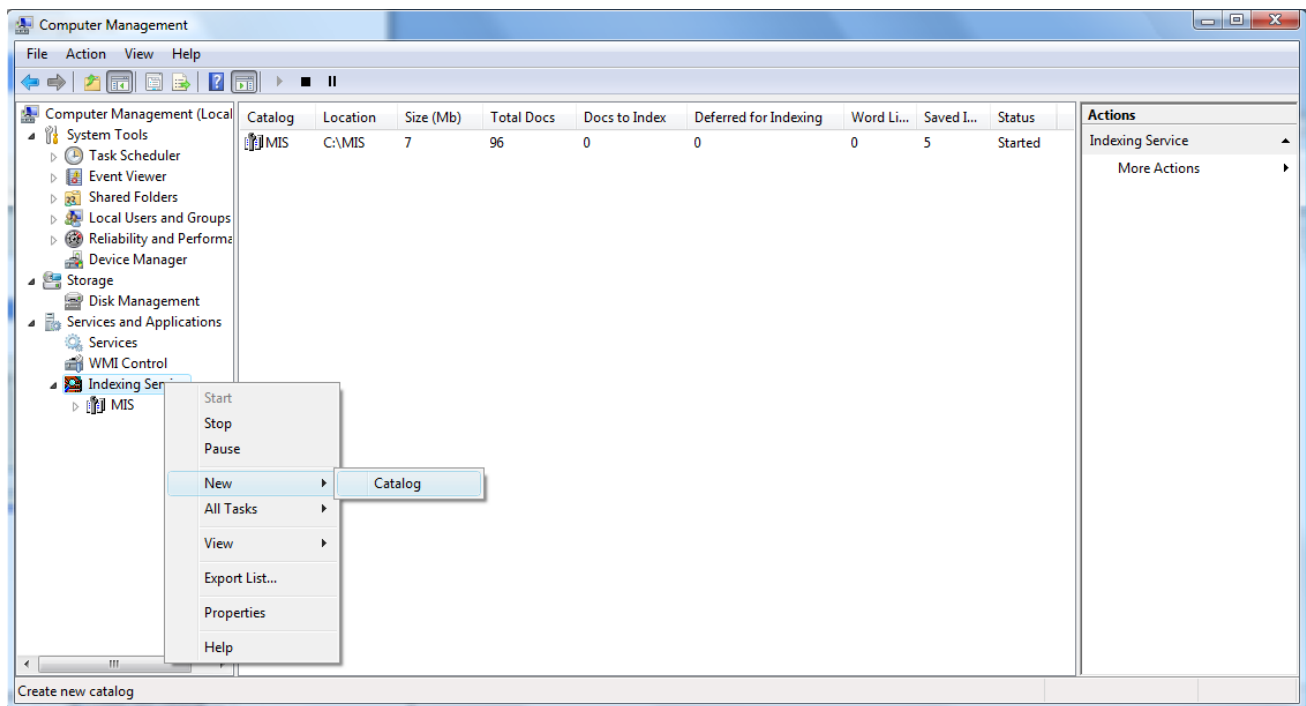 Computer Management
File Action View Help
Computer Management (Local
System Tools
Task Scheduler
Event Viewer
Shared Folders
Local Users and Groups
Reliability and Performa
Device Manager
Storage
Disk Management
Services and Applications
Services
WMI Control
Indexing Ser
MIS
Catalog Location Size (Mb) Total Docs Docs to Index Deferred for Indexing Word Li... Saved I... Status
MIS C:\MIS 7 96 0 0 0 5 Started
Start
Stop
Pause
New
Catalog
All Tasks
View
Export List...
Properties
Help
Actions
Indexing Service
More Actions
Create new catalog